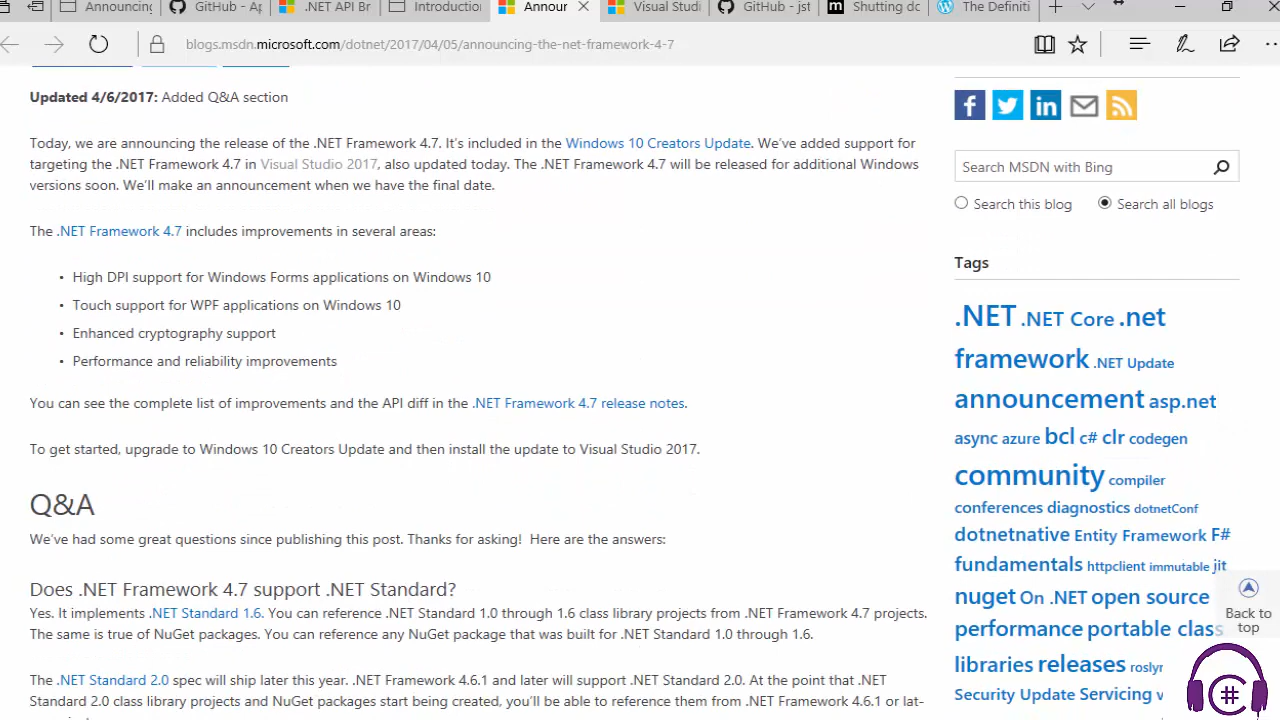 Announcing
GitHub - Ap
.NET API Br
Introduction
Annour
Visual Studi
GitHub - jst
Shutting dc
The Definiti
blogs.msdn.microsoft.com/dotnet/2017/04/05/announcing-the-net-framework-4-7
Updated 4/6/2017: Added Q&A section
Today, we are announcing the release of the .NET Framework 4.7. It's included in the Windows 10 Creators Update. We've added support for
targeting the .NET Framework 4.7 in Visual Studio 2017, also updated today. The .NET Framework 4.7 will be released for additional Windows
versions soon. We'll make an announcement when we have the final date.
The .NET Framework 4.7 includes improvements in several areas:
• High DPI support for Windows Forms applications on Windows 10
• Touch support for WPF applications on Windows 10
• Enhanced cryptography support
• Performance and reliability improvements
You can see the complete list of improvements and the API diff in the .NET Framework 4.7 release notes.
To get started, upgrade to Windows 10 Creators Update and then install the update to Visual Studio 2017.
Q&A
We've had some great questions since publishing this post. Thanks for asking!  Here are the answers:
Does .NET Framework 4.7 support .NET Standard?
Yes. It implements .NET Standard 1.6. You can reference .NET Standard 1.0 through 1.6 class library projects from .NET Framework 4.7 projects.
The same is true of NuGet packages. You can reference any NuGet package that was built for .NET Standard 1.0 through 1.6.
The .NET Standard 2.0 spec will ship later this year. .NET Framework 4.6.1 and later will support .NET Standard 2.0. At the point that .NET
Standard 2.0 class library projects and NuGet packages start being created, you'll be able to reference them from .NET Framework 4.6.1 or lat-
Search MSDN with Bing
Search this blog
Search all blogs
Tags
.NET .NET Core .net
framework .NET Update
announcement asp.net
async azure bcl c# clr codegen
community compiler
conferences diagnostics dotnetConf
dotnetnative Entity Framework F#
fundamentals httpclient immutable jit
nuget On .NET open source
performance portable class
libraries releases roslyn
Security Update Servicing v
Back to
top
#